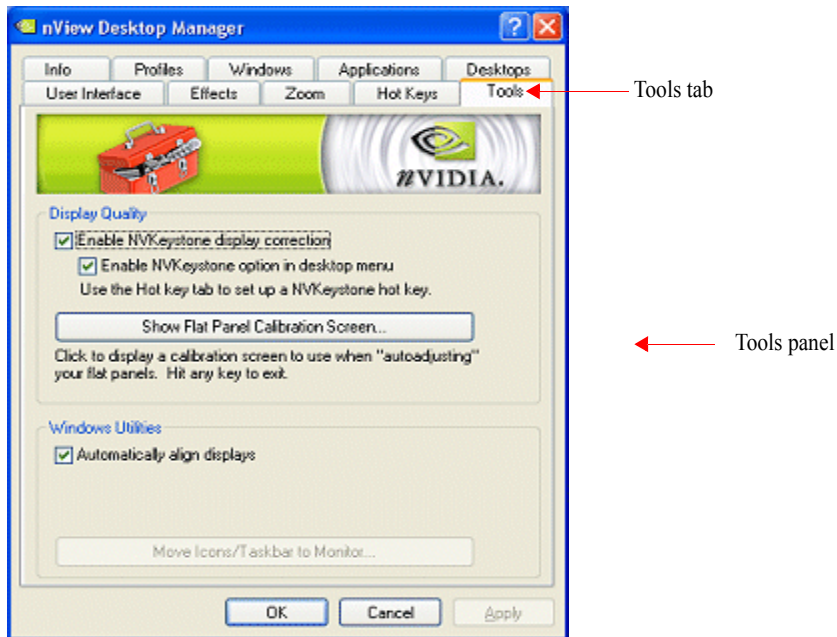 nView Desktop Manager
Info Profiles Windows Applications Desktops
User Interface Effects Zoom Hot Keys Tools
Tools tab
nVIDIA.
Display Quality
Enable NVKeystone display correction
Enable NVKeystone option in desktop menu
Use the Hot key tab to set up a NVKeystone hot key.
Show Flat Panel Calibration Screen...
Tools panel
Click to display a calibration screen to use when "autoadjusting"
your flat panels. Hit any key to exit.
Windows Utilities
Automatically align displays
Move Icons/Taskbar to Monitor...
OK Cancel Apply